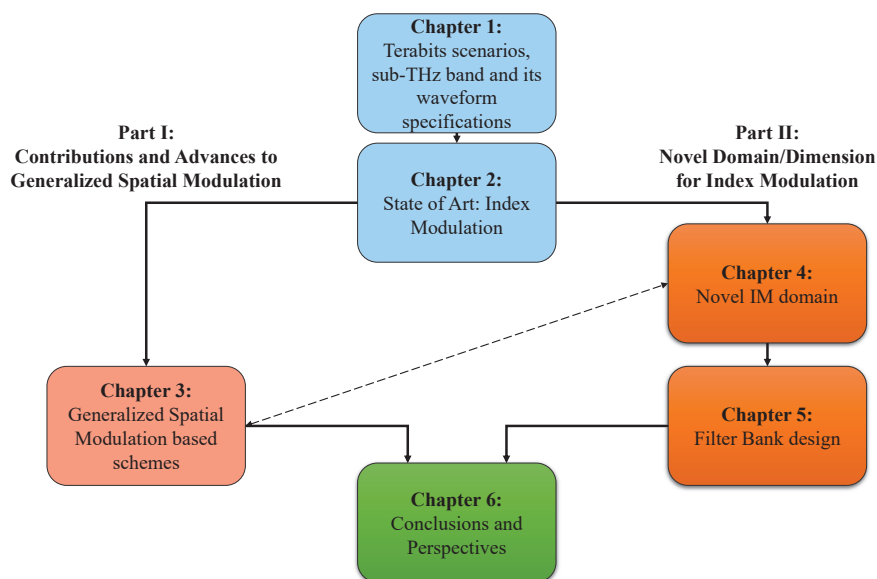 Chapter 1:
Terabits scenarios,
sub-THz band and its
waveform
specifications
Part I:
Contributions and Advances to
Generalized Spatial Modulation
Part II:
Novel Domain/Dimension
for Index Modulation
Chapter 2:
State of Art: Index
Modulation
Chapter 4:
Novel IM domain
Chapter 3:
Generalized Spatial
Modulation based
schemes
Chapter 5:
Filter Bank design
Chapter 6:
Conclusions and
Perspectives